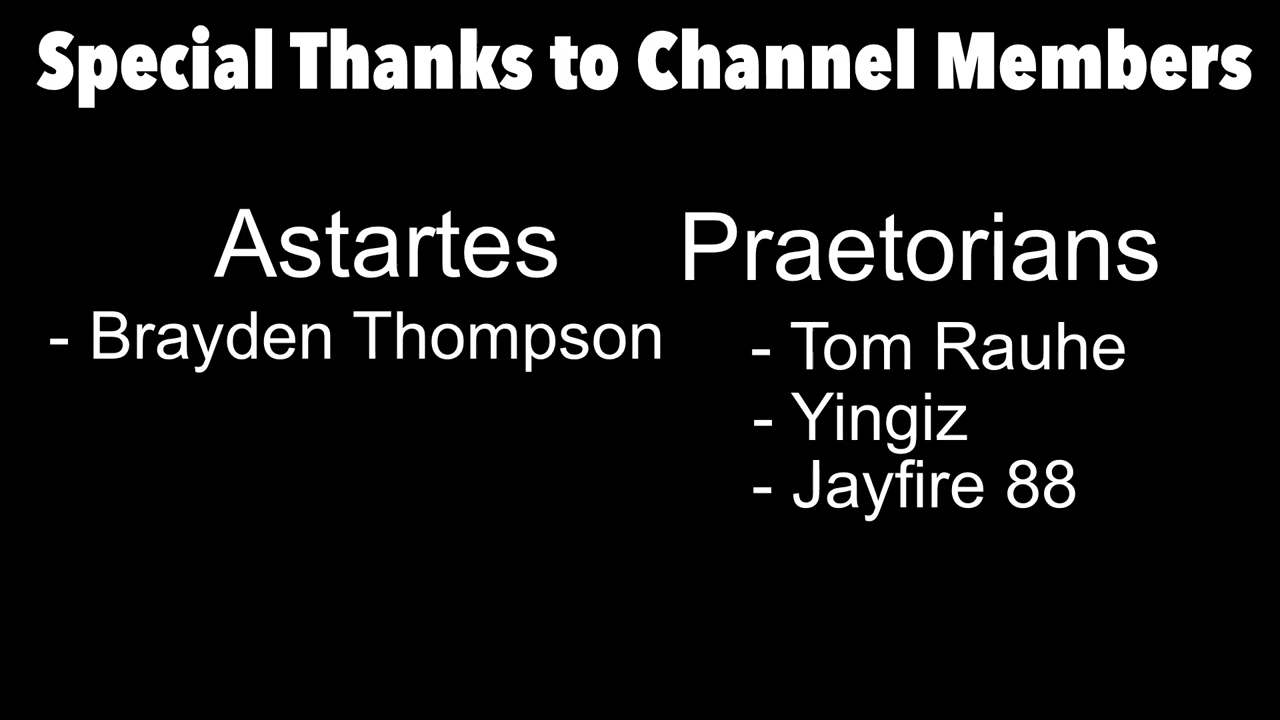 Special Thanks to Channel Members
Astartes
- Brayden Thompson
Praetorians
- Tom Rauhe
- Yingiz
- Jayfire 88